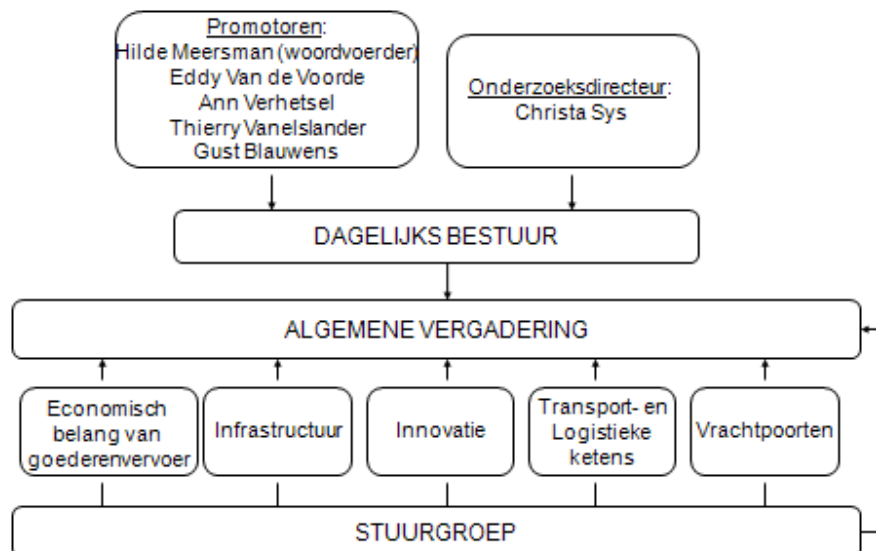 Promotoren:
Hilde Meersman (woordvoerder)
Eddy Van de Voorde
Ann Verhetsel
Thierry Vanelslander
Gust Blauwens
Onderzoeksdirecteur:
Christa Sys
DAGELIJKS BESTUUR
ALGEMENE VERGADERING
Economisch
belang van
goederenvervoer
Infrastructuur
Innovatie
Transport- en
Logistieke
ketens
Vrachtpoorten
STUURGROEP